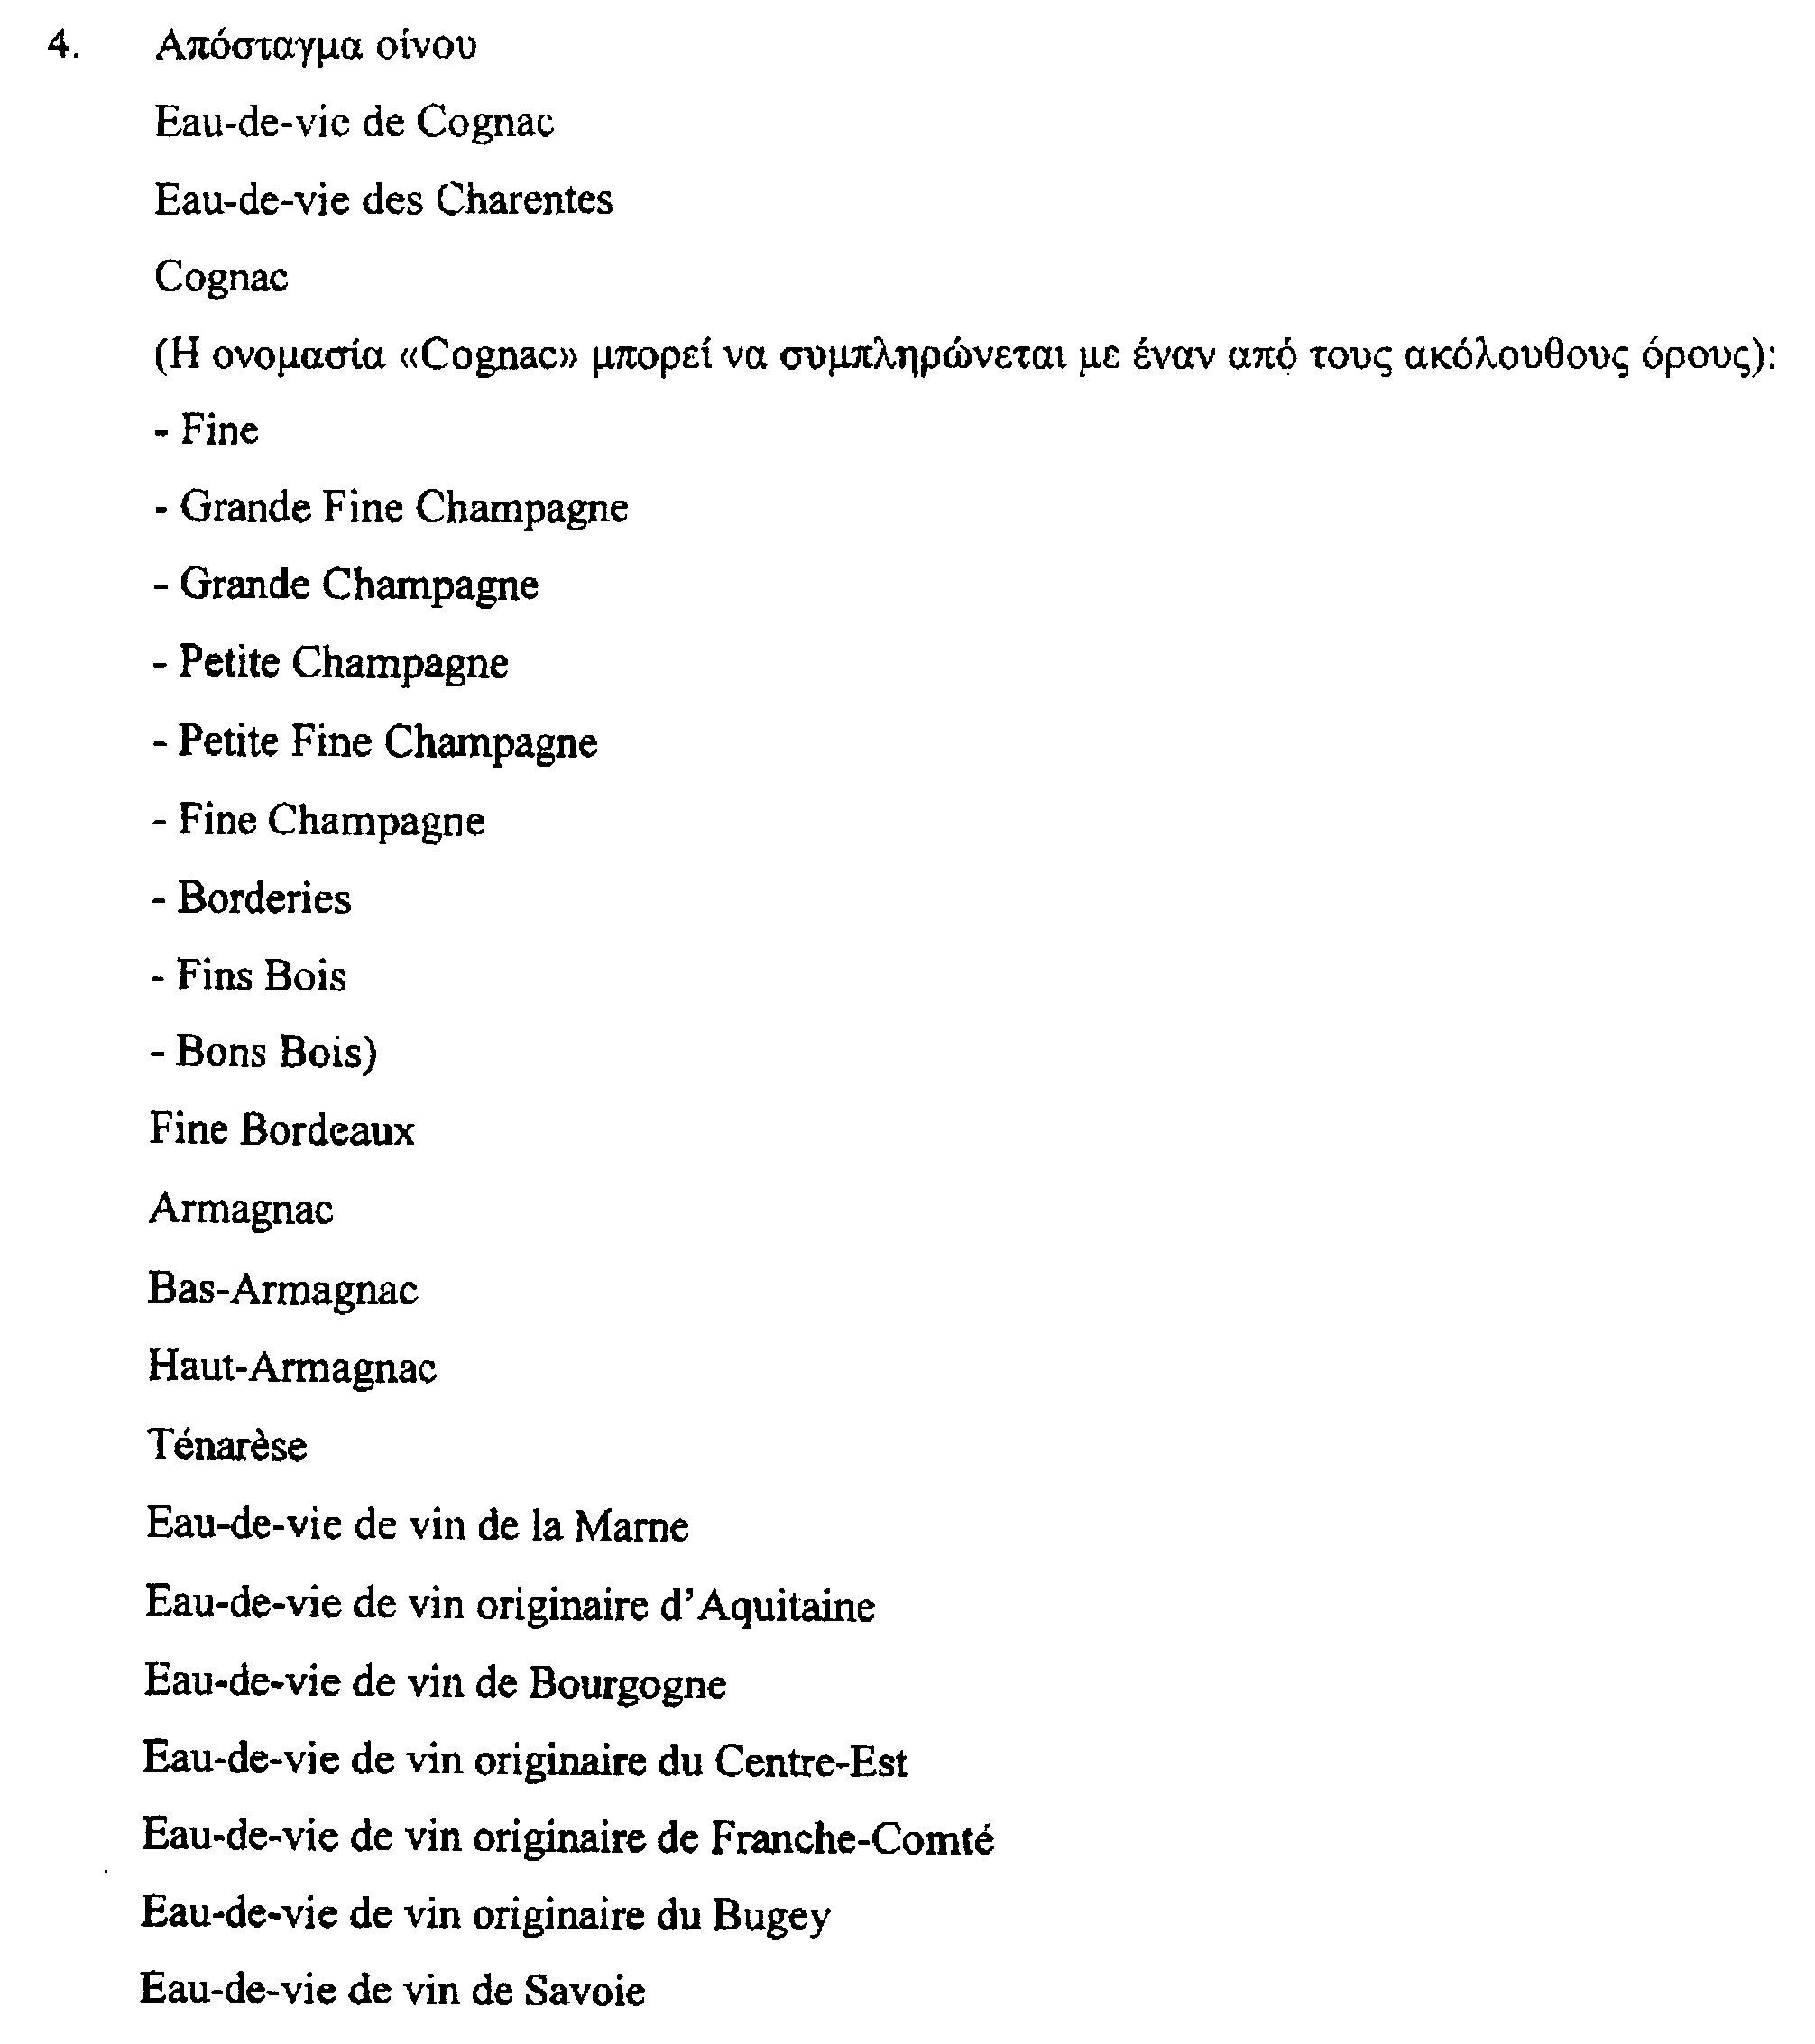 4. Απόσταγμα οίνου
Eau-de-vie de Cognac
Eau-de-vie des Charentes
Cognac
(Η ονομασία «Cognac» μπορεί να συμπληρώνεται με έναν από τους ακόλουθους όρους):
- Fine
- Grande Fine Champagne
- Grande Champagne
- Petite Champagne
- Petite Fine Champagne
- Fine Champagne
- Borderies
- Fins Bois
- Bons Bois)
Fine Bordeaux
Armagnac
Bas-Armagnac
Haut-Armagnac
Ténarèse
Eau-de-vie de vin de la Marne
Eau-de-vie de vin originaire d’Aquitaine
Eau-de-vie de vin de Bourgogne
Eau-de-vie de vin originaire du Centre-Est
Eau-de-vie de vin originaire de Franche-Comté
Eau-de-vie de vin originaire du Bugey
Eau-de-vie de vin de Savoie